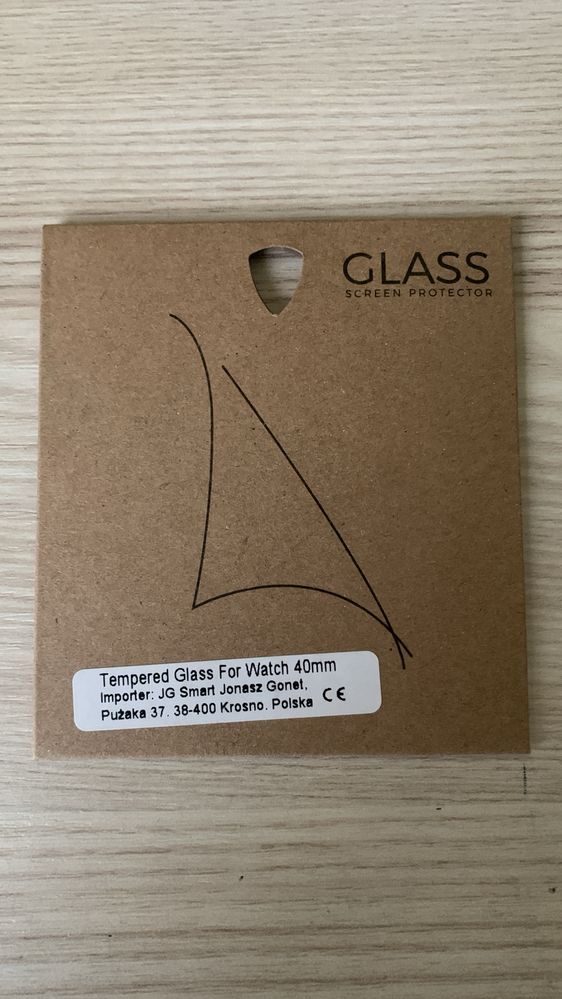 GLASS
SCREEN PROTECTOR
Tempered Glass For Watch 40mm
Importer: JG Smart Jonasz Gonet,
Pużaka 37. 38-400 Krosno. Polska CE